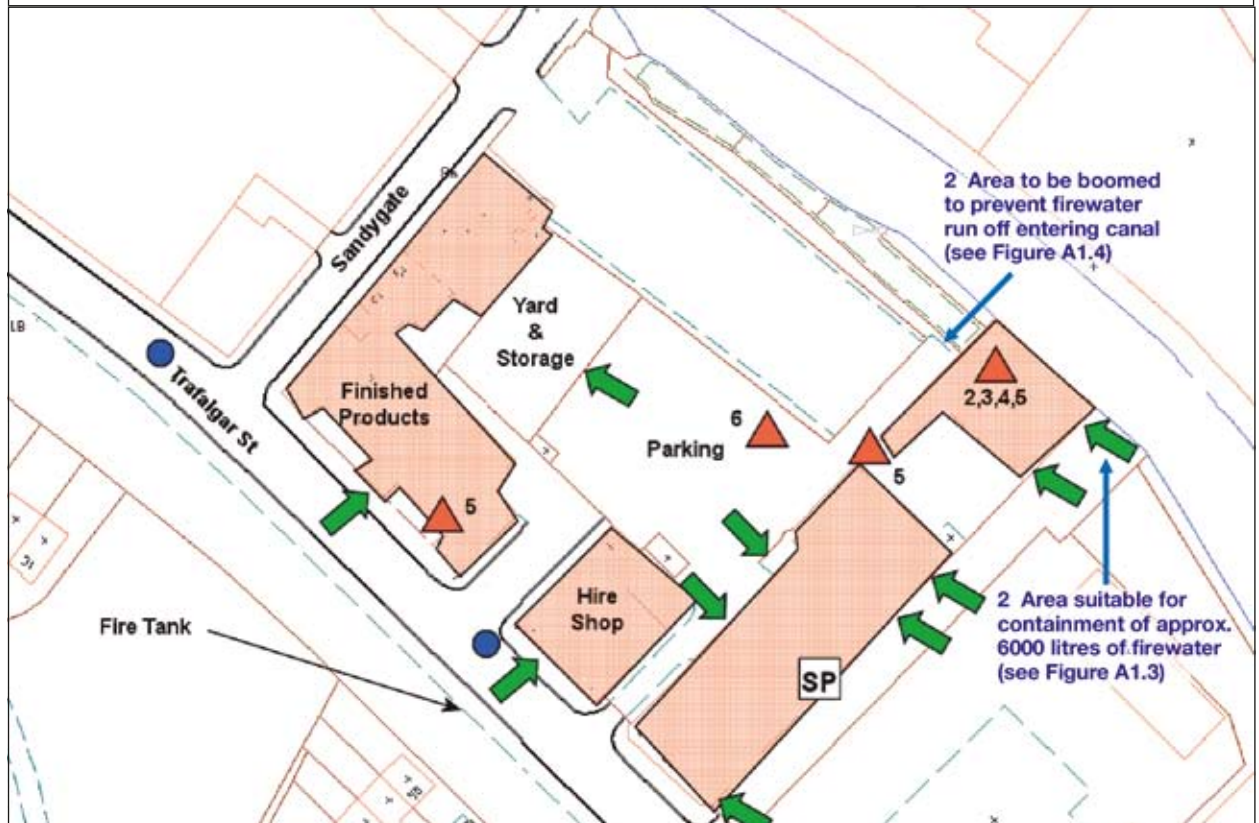 2 Area to be boomed
to prevent firewater
run off entering canal
(see Figure A1.4)
Sandygate
Yard
&
Storage
Finished
Products
Trafalgar St
2,3,4,5
6
Parking
5
5
Hire
Shop
Fire Tank
2 Area suitable for
containment of approx.
6000 litres of firewater
(see Figure A1.3)
SP